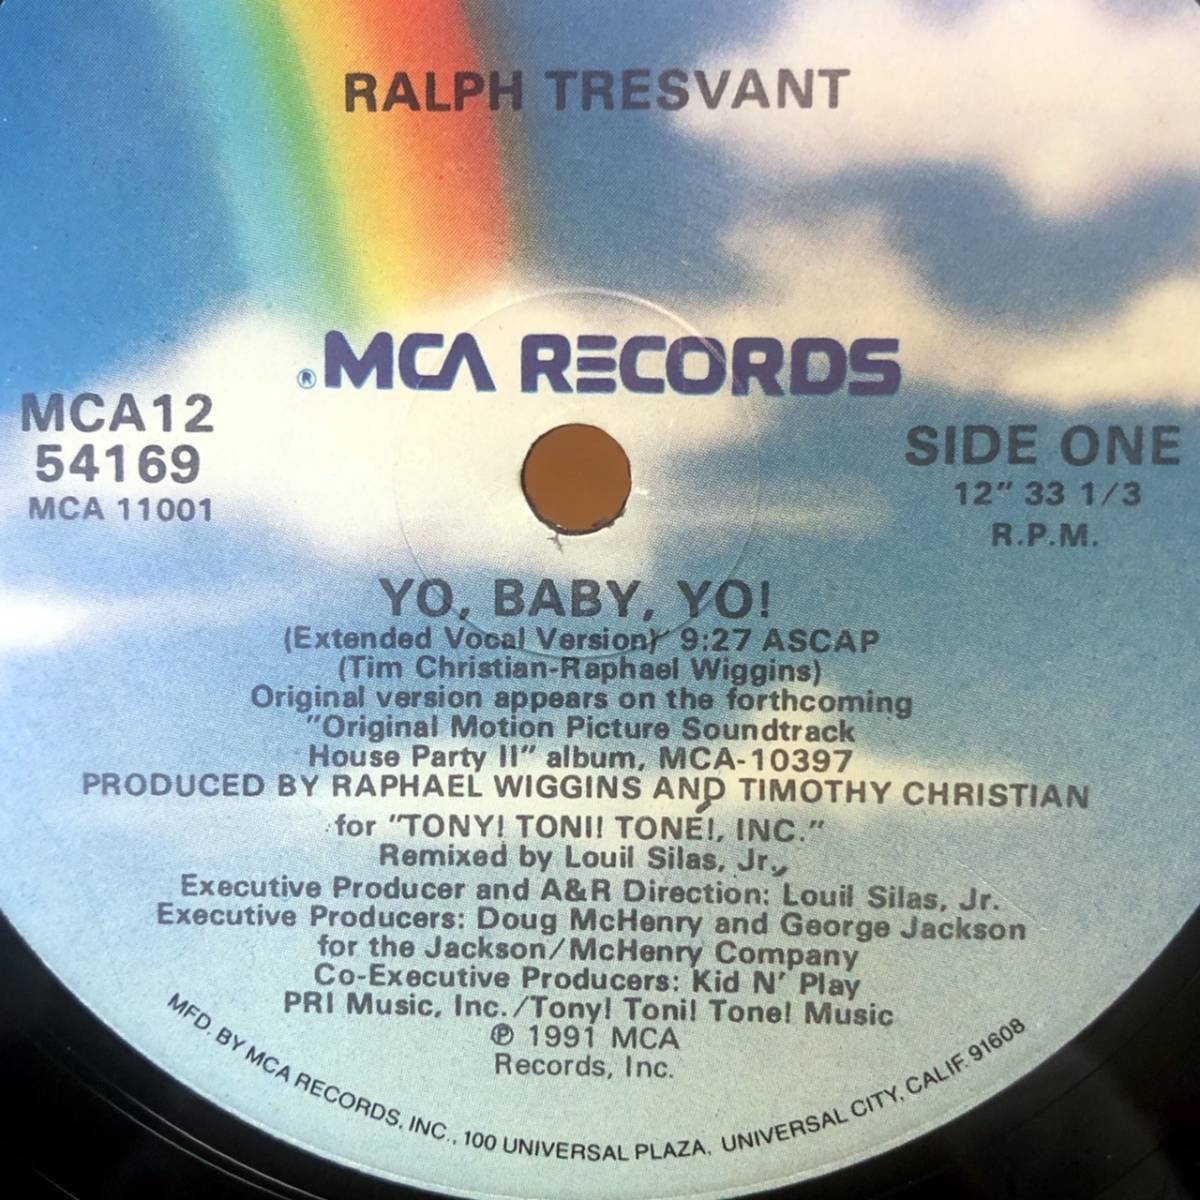 RALPH TRESVANT
® MCA RECORDS
MCA12
54169
MCA 11001
SIDE ONE
12" 33 1/3
R.P.M.
YO, BABY, YO!
(Extended Vocal Version) 9:27 ASCAP
(Tim Christian-Raphael Wiggins)
Original version appears on the forthcoming
"Original Motion Picture Soundtrack
House Party II" album, MCA-10397
PRODUCED BY RAPHAEL WIGGINS AND TIMOTHY CHRISTIAN
for "TONY! TONI! TONÉ!, INC."
Remixed by Louil Silas, Jr.,
Executive Producer and A&R Direction: Louil Silas, Jr.
Executive Producers: Doug McHenry and George Jackson
for the Jackson/McHenry Company
Co-Executive Producers: Kid N' Play
PRI Music, Inc./Tony! Toni! Tone! Music
℗ 1991 MCA
Records, Inc.
MFD. BY MCA RECORDS, INC., 100 UNIVERSAL PLAZA, UNIVERSAL CITY, CALIF. 91608